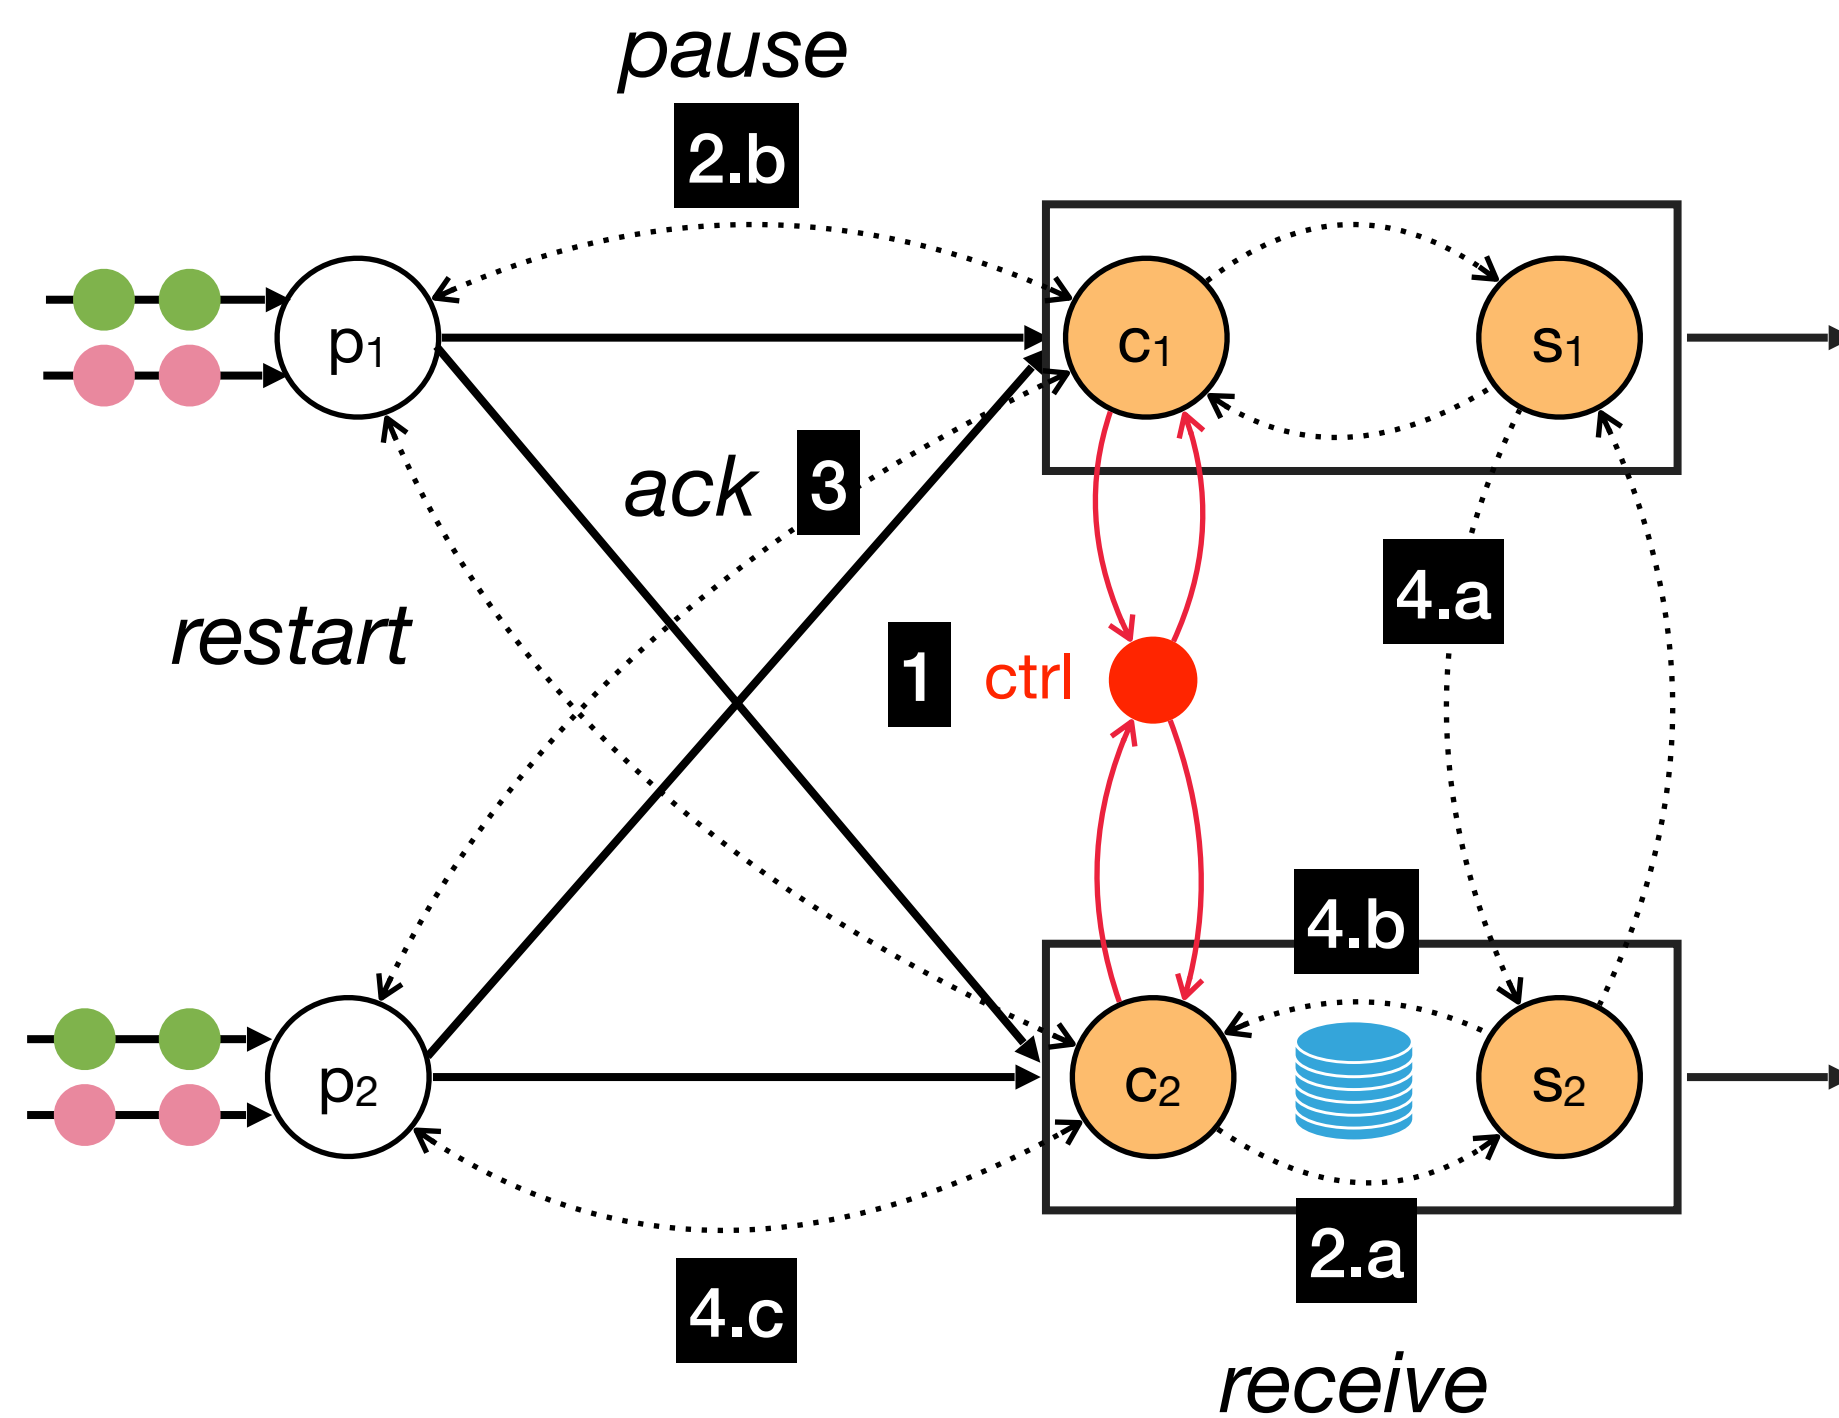 pause
2.b
p₁
c₁
s₁
ack
3
4.a
restart
1
ctrl
4.b
p₂
c₂
s₂
2.a
4.c
receive